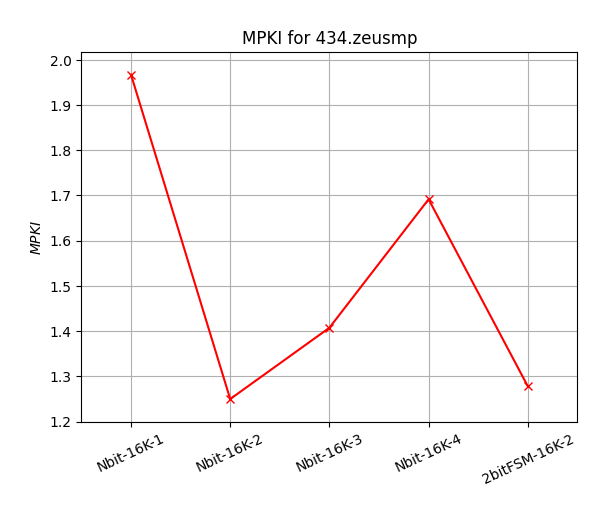 MPKI for 434.zeusmp
MPKI
2.0
1.9
1.8
1.7
1.6
1.5
1.4
1.3
1.2
Nbit-16K-1
Nbit-16K-2
Nbit-16K-3
Nbit-16K-4
2bitFSM-16K-2